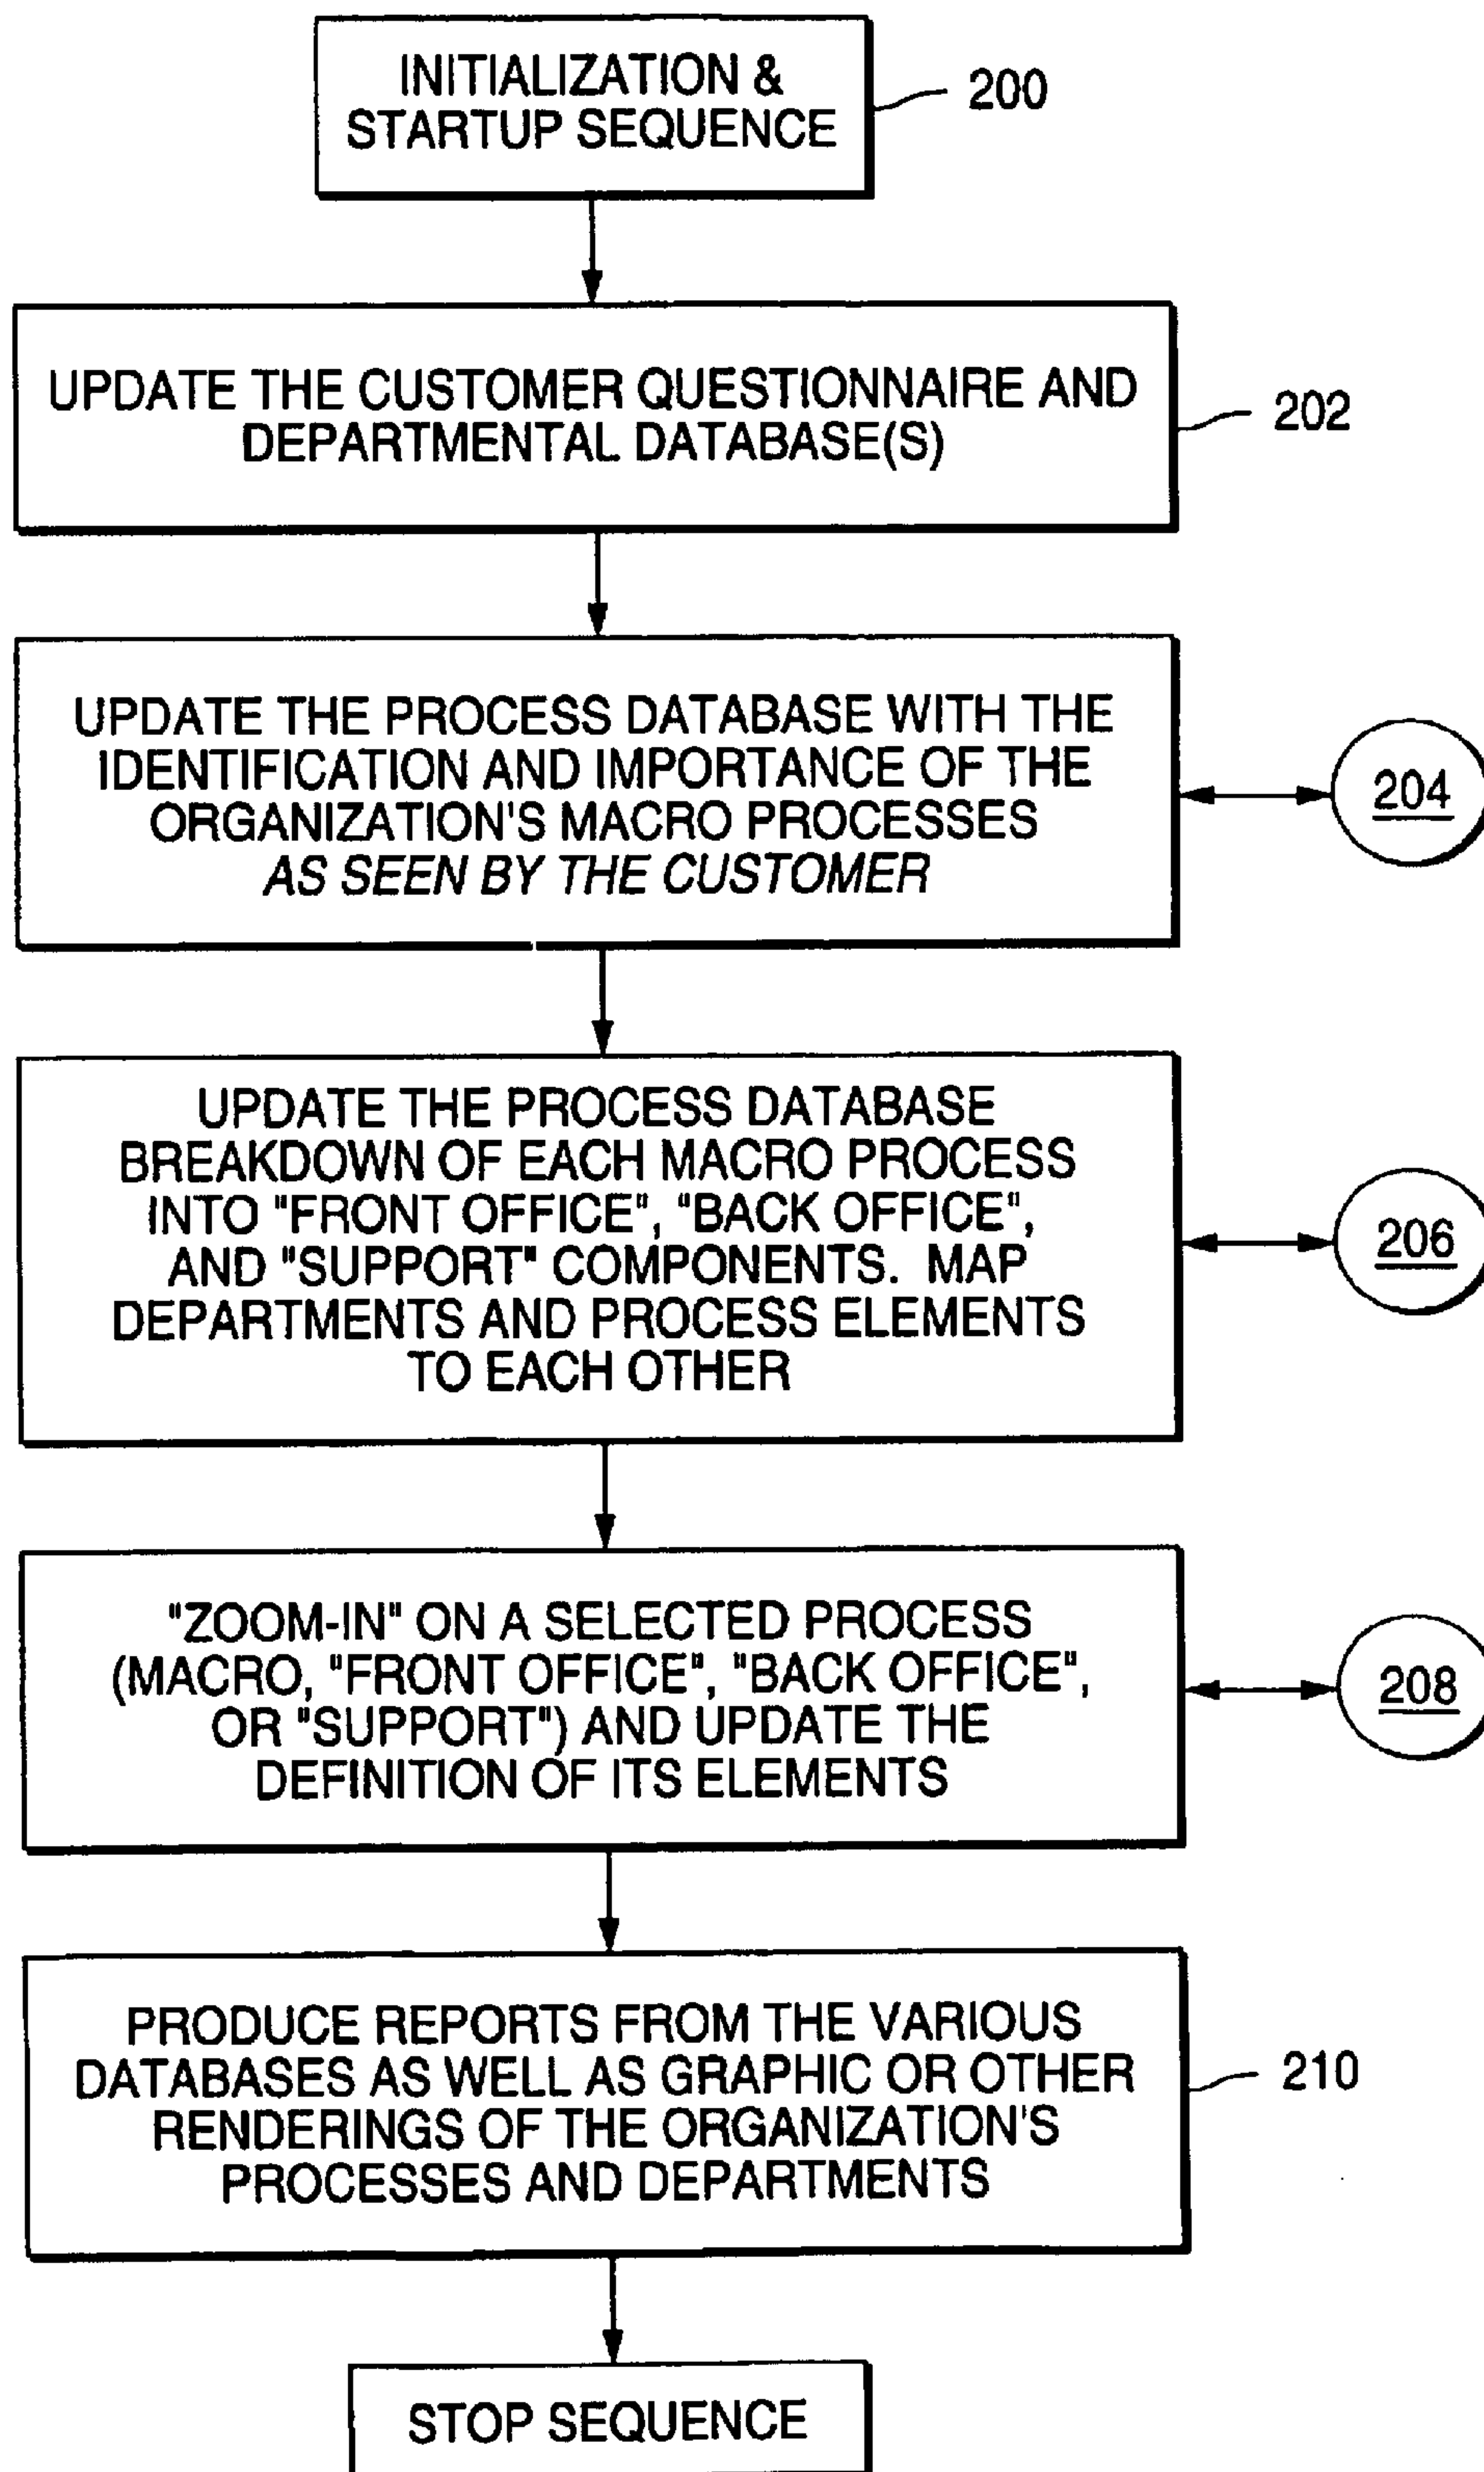 INITIALIZATION &
STARTUP SEQUENCE
200
UPDATE THE CUSTOMER QUESTIONNAIRE AND
DEPARTMENTAL DATABASE(S)
202
UPDATE THE PROCESS DATABASE WITH THE
IDENTIFICATION AND IMPORTANCE OF THE
ORGANIZATION'S MACRO PROCESSES
AS SEEN BY THE CUSTOMER
204
UPDATE THE PROCESS DATABASE
BREAKDOWN OF EACH MACRO PROCESS
INTO "FRONT OFFICE", "BACK OFFICE",
AND "SUPPORT" COMPONENTS. MAP
DEPARTMENTS AND PROCESS ELEMENTS
TO EACH OTHER
206
"ZOOM-IN" ON A SELECTED PROCESS
(MACRO, "FRONT OFFICE", "BACK OFFICE",
OR "SUPPORT") AND UPDATE THE
DEFINITION OF ITS ELEMENTS
208
PRODUCE REPORTS FROM THE VARIOUS
DATABASES AS WELL AS GRAPHIC OR OTHER
RENDERINGS OF THE ORGANIZATION'S
PROCESSES AND DEPARTMENTS
210
STOP SEQUENCE